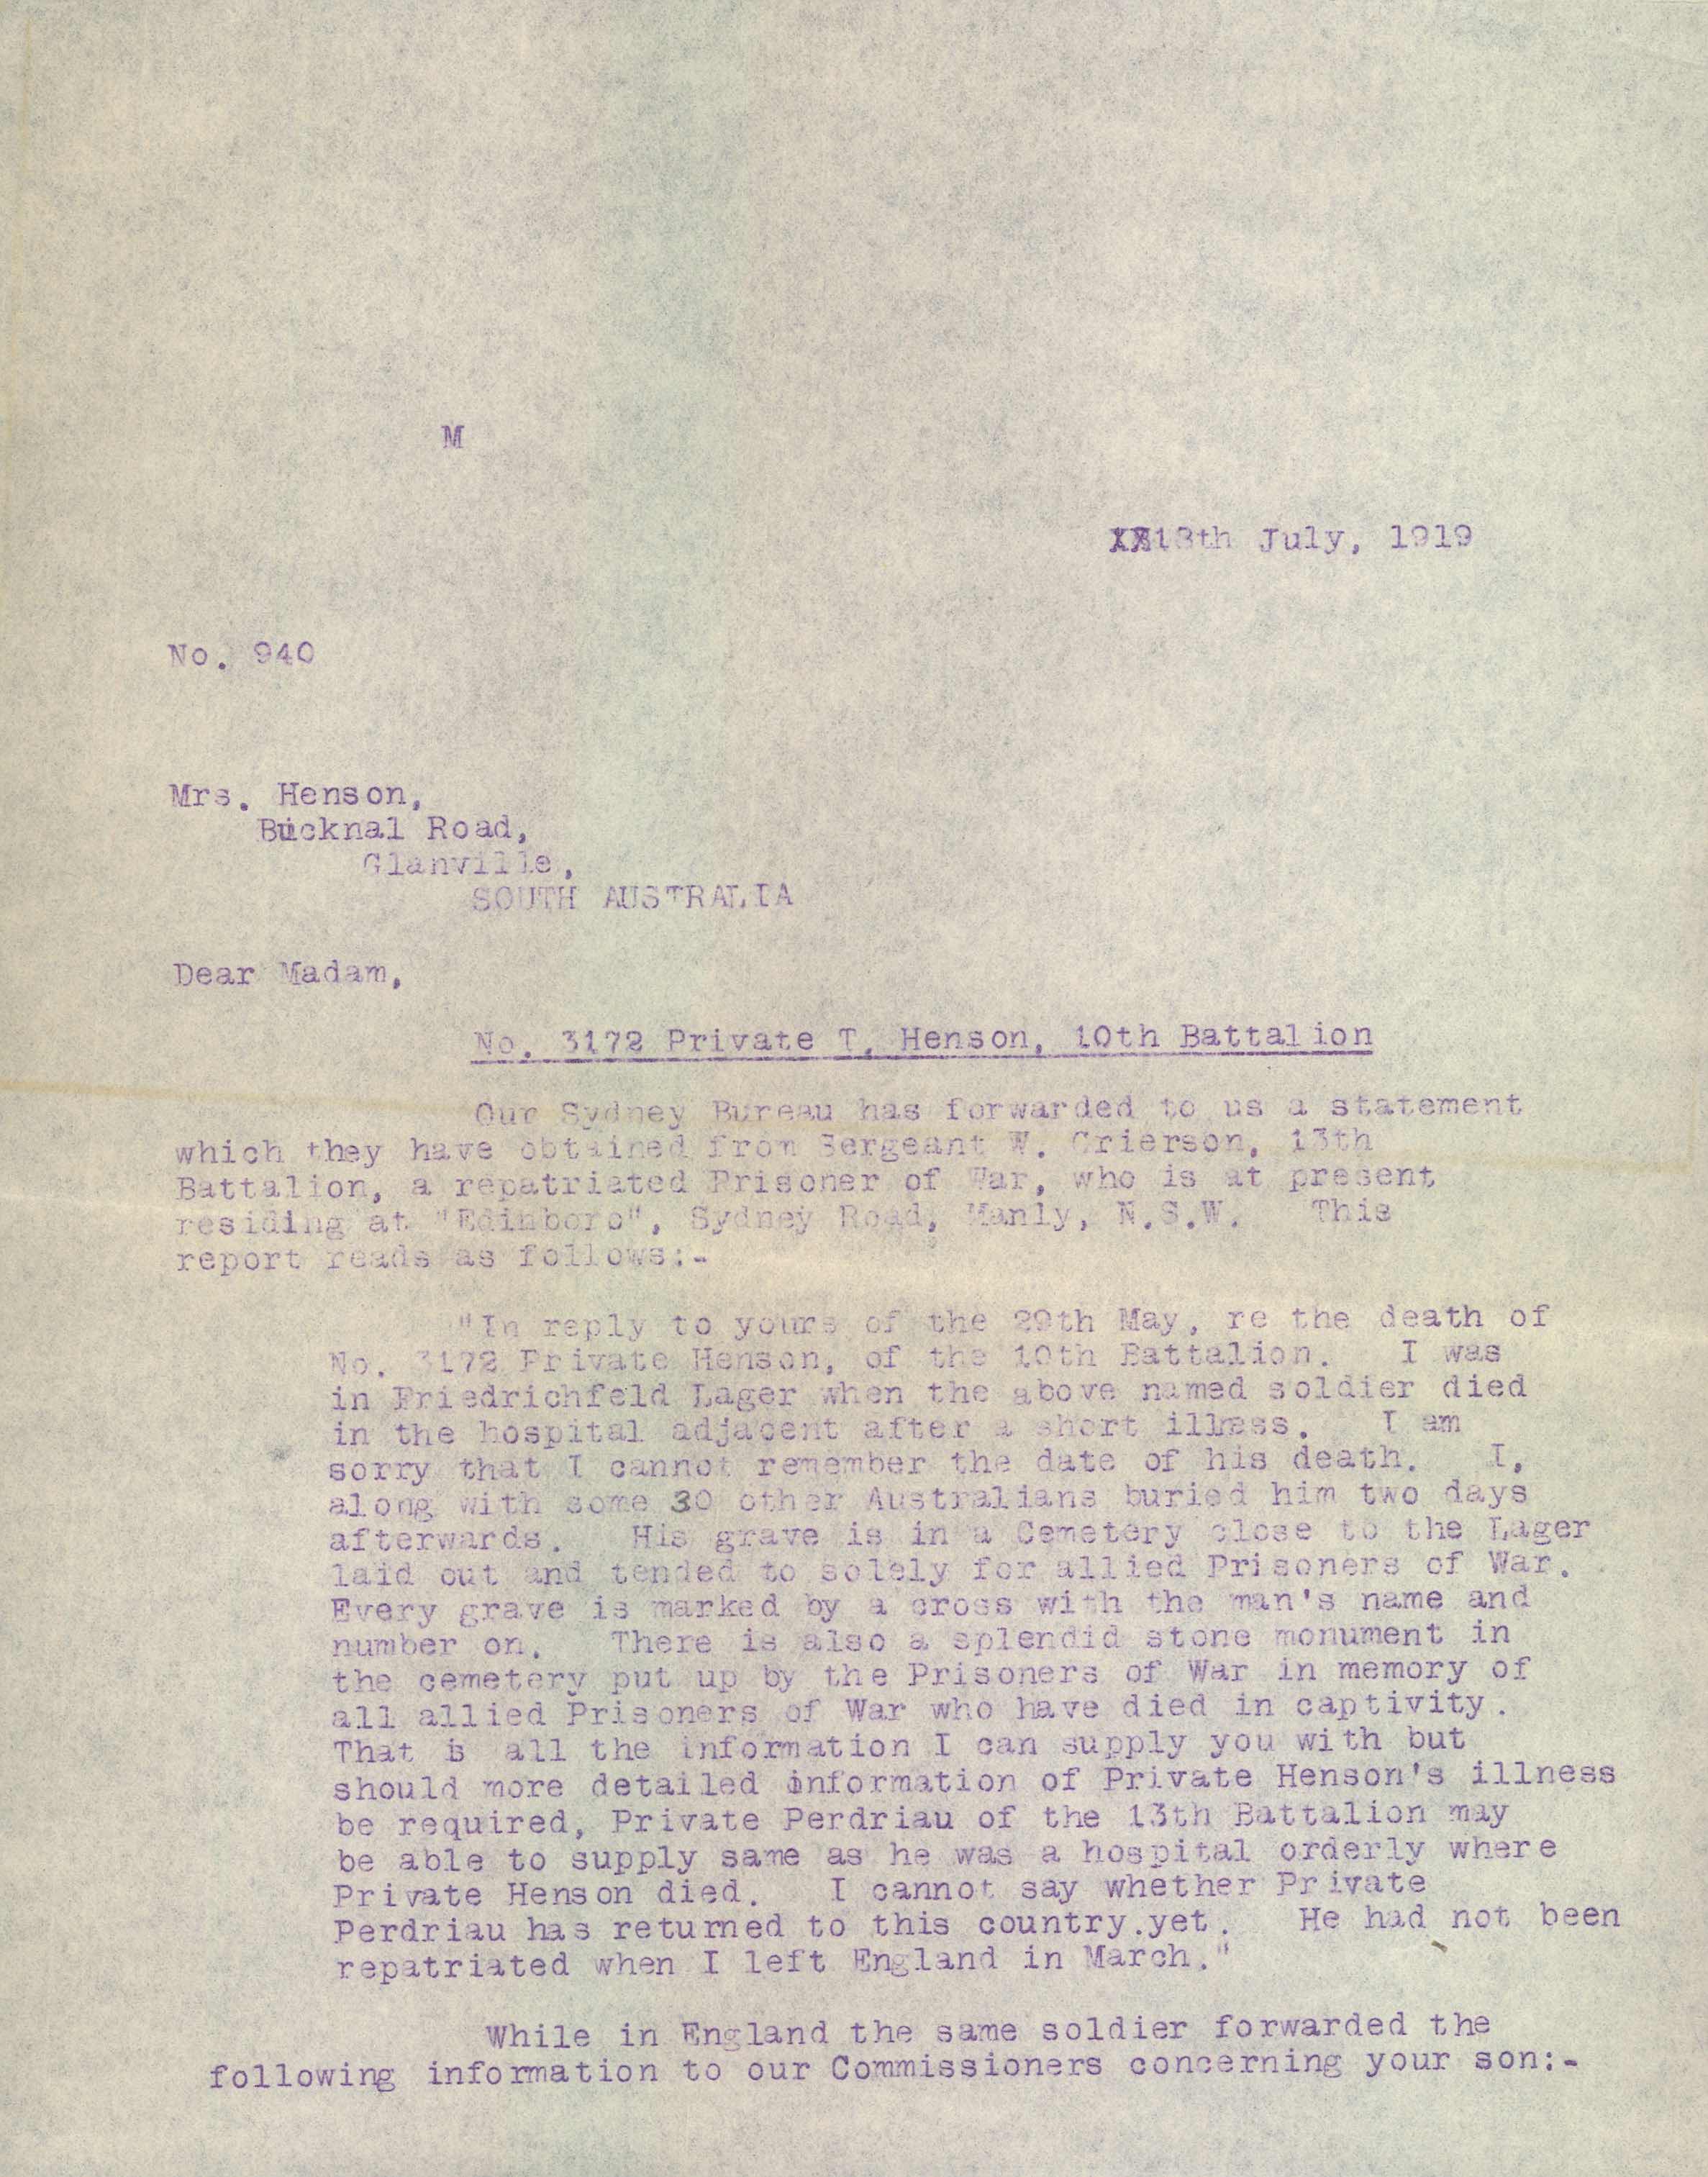 M
XX18th July, 1919
No. 940
Mrs. Henson,
Bucknal Road,
Glanville,
SOUTH AUSTRALIA
Dear Madam,
No. 3172 Private T. Henson, 10th Battalion
Our Sydney Bureau has forwarded to us a statement
which they have obtained from Sergeant W. Grierson, 13th
Battalion, a repatriated Prisoner of War, who is at present
residing at "Edinboro", Sydney Road, Manly, N.S.W. This
report reads as follows:-
"In reply to yours of the 29th May, re the death of
No. 3172 Private Henson, of the 10th Battalion. I was
in Friedrichfeld Lager when the above named soldier died
in the hospital adjacent after a short illness. I am
sorry that I cannot remember the date of his death. I,
along with some 30 other Australians buried him two days
afterwards. His grave is in a Cemetery close to the Lager
laid out and tended to solely for allied Prisoners of War.
Every grave is marked by a cross with the man's name and
number on. There is also a splendid stone monument in
the cemetery put up by the Prisoners of War in memory of
all allied Prisoners of War who have died in captivity.
That is all the information I can supply you with but
should more detailed information of Private Henson's illness
be required, Private Perdriau of the 13th Battalion may
be able to supply same as he was a hospital orderly where
Private Henson died. I cannot say whether Private
Perdriau has returned to this country.yet. He had not been
repatriated when I left England in March."
While in England the same soldier forwarded the
following information to our Commissioners concerning your son:-